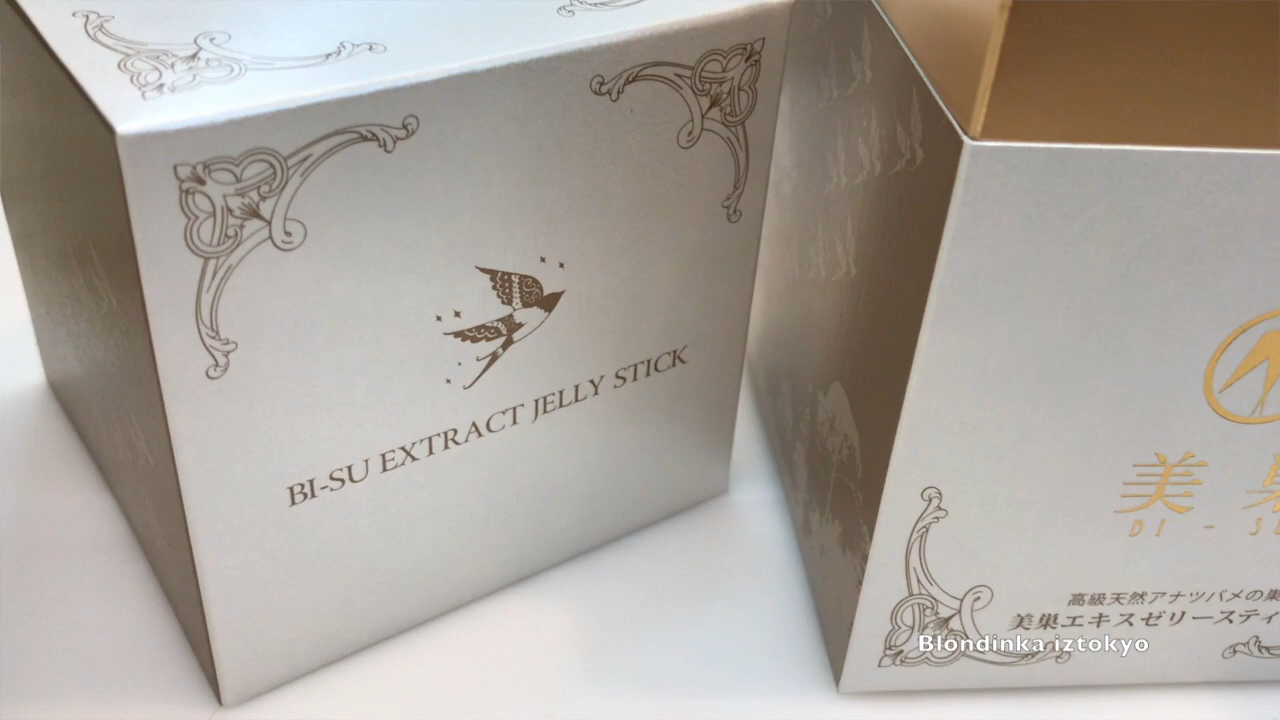 BI-SU EXTRACT JELLY STICK
美
BI - S
高級天然アナツバメの巣
美巣エキスゼリースティ
Blondinka iztokyo